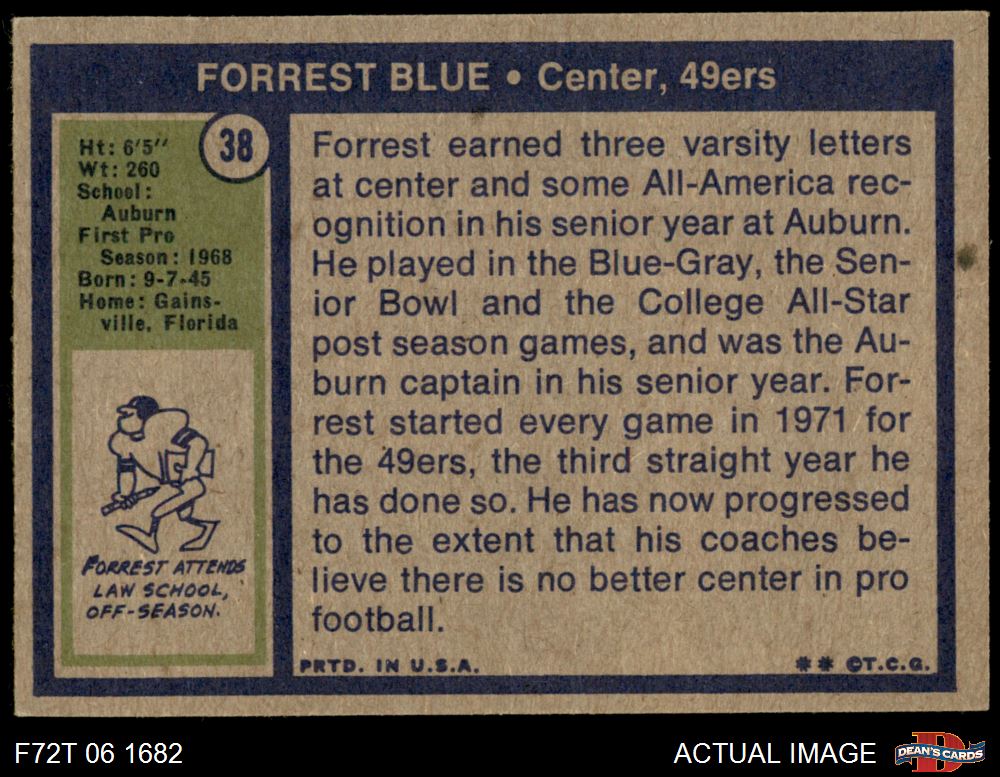 FORREST BLUE • Center, 49ers
38
Ht: 6'5''
Wt: 260
School:
Auburn
First Pro
Season: 1968
Born: 9-7-45
Home: Gains-
ville, Florida
FORREST ATTENDS
LAW SCHOOL,
OFF-SEASON.
Forrest earned three varsity letters
at center and some All-America rec-
ognition in his senior year at Auburn.
He played in the Blue-Gray, the Sen-
ior Bowl and the College All-Star
post season games, and was the Au-
burn captain in his senior year. For-
rest started every game in 1971 for
the 49ers, the third straight year he
has done so. He has now progressed
to the extent that his coaches be-
lieve there is no better center in pro
football.
PRTD. IN U.S.A.
** ©T.C.G.
F72T 06 1682
ACTUAL IMAGE
D
DEAN'S CARDS